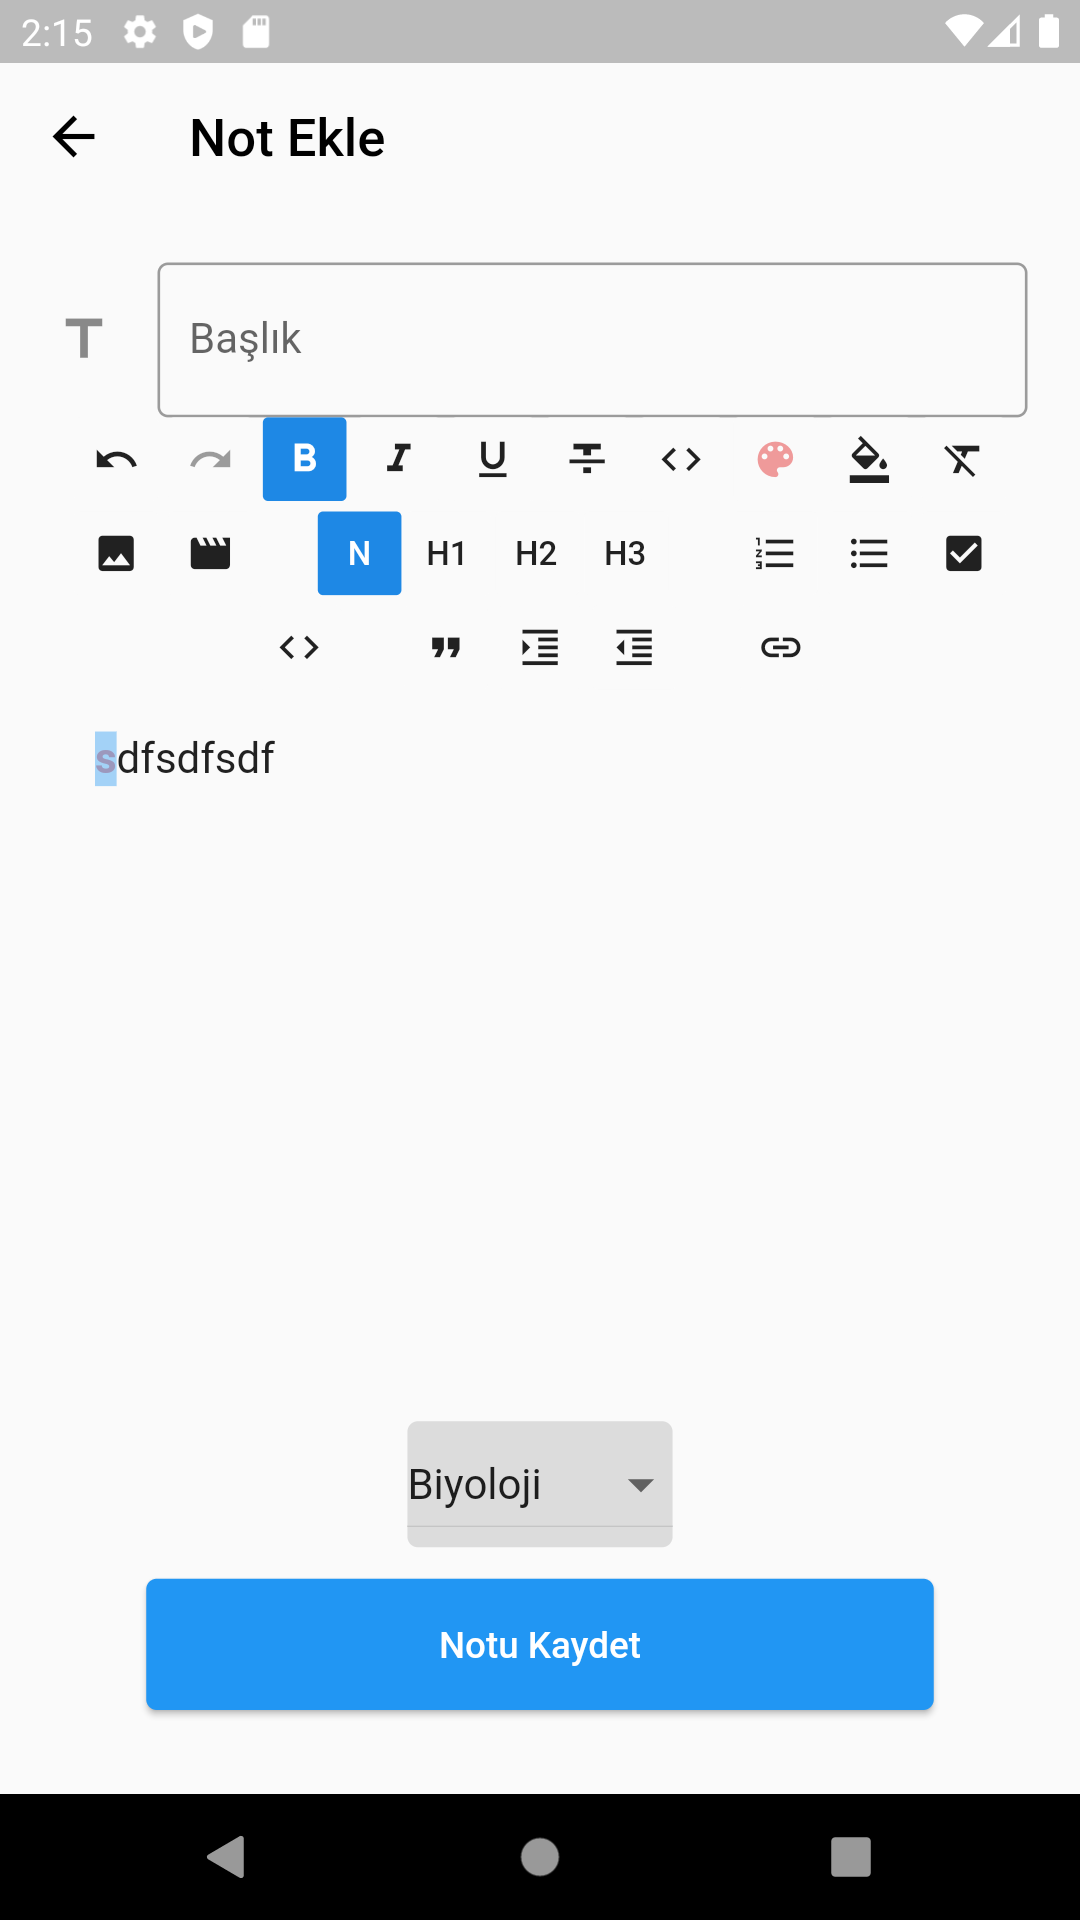 2:15
Not Ekle
Başlık
B I U
N H1 H2 H3
sdfsdfsdf
Biyoloji
Notu Kaydet